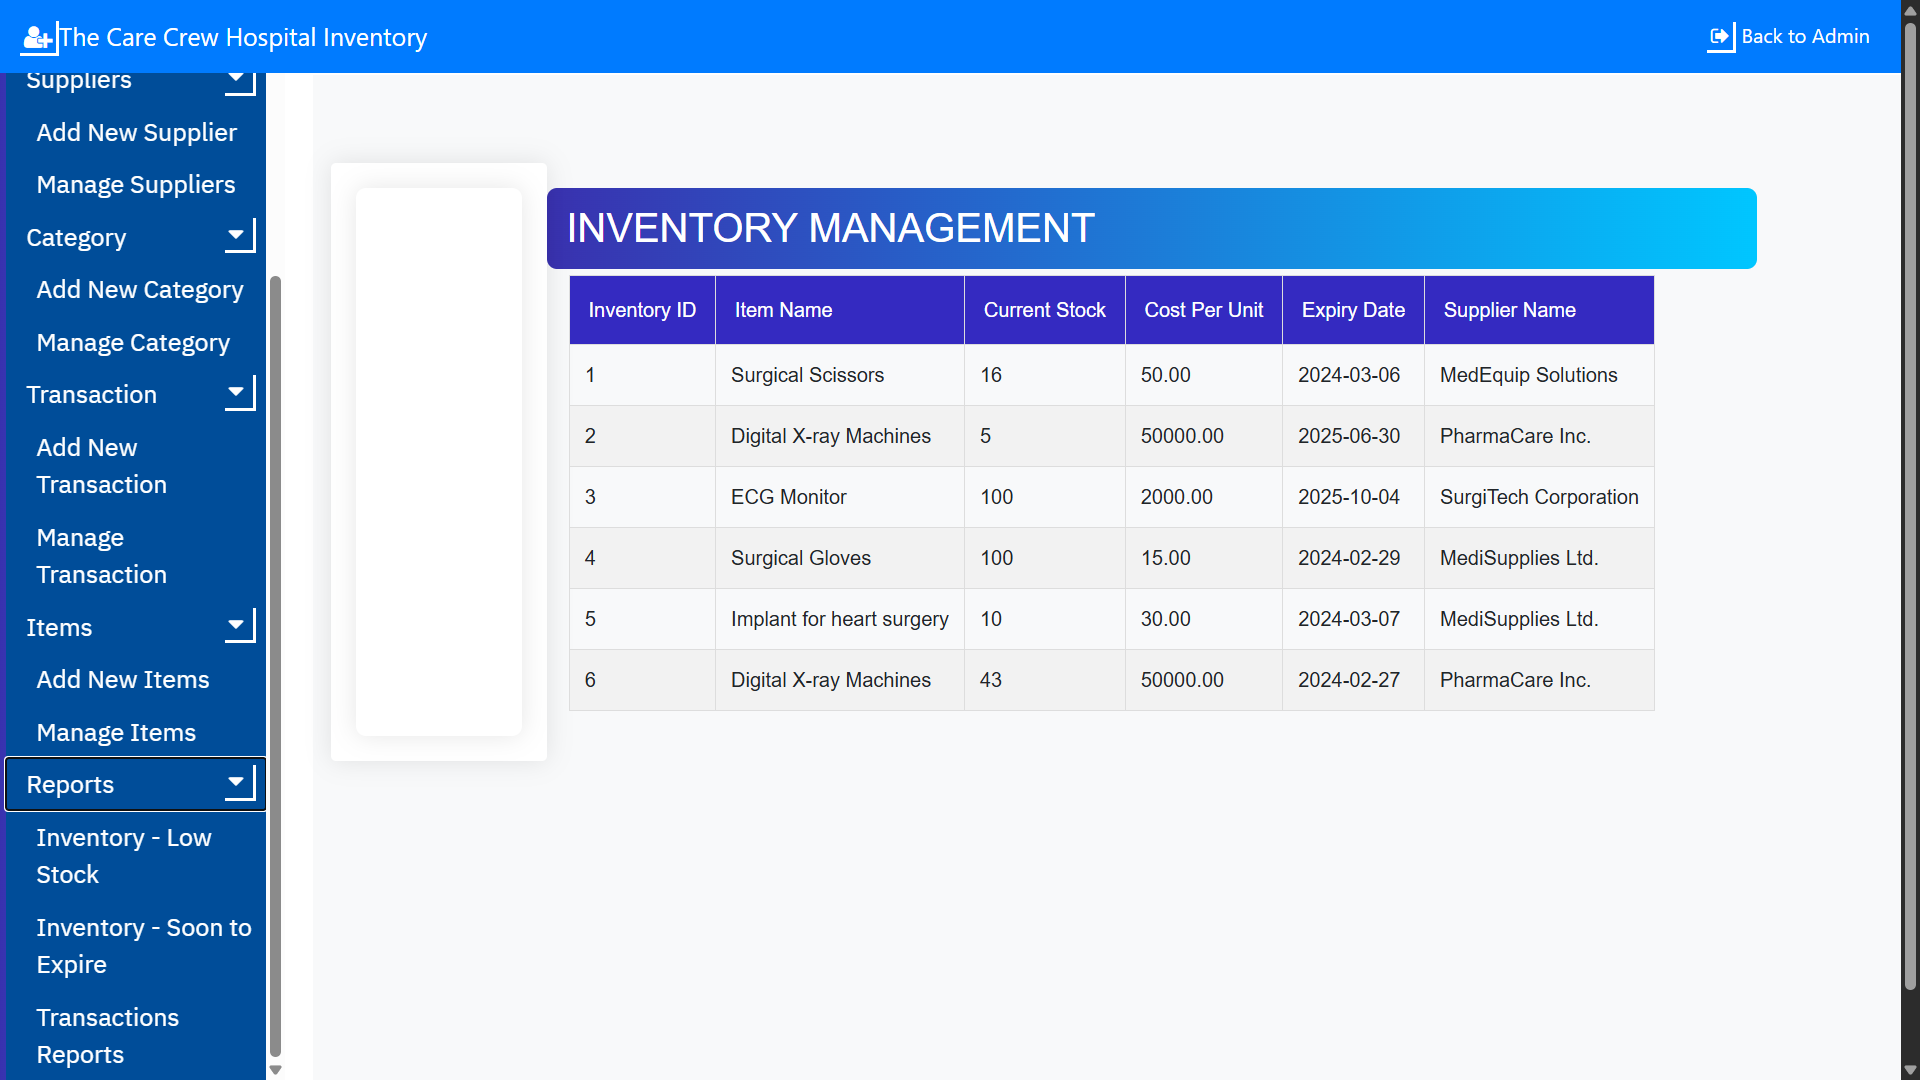 The Care Crew Hospital Inventory
Back to Admin
Suppliers
Add New Supplier
Manage Suppliers
Category
Add New Category
Manage Category
Transaction
Add New
Transaction
Manage
Transaction
Items
Add New Items
Manage Items
Reports
Inventory - Low
Stock
Inventory - Soon to
Expire
Transactions
Reports
INVENTORY MANAGEMENT
Inventory ID Item Name Current Stock Cost Per Unit Expiry Date Supplier Name
1 Surgical Scissors 16 50.00 2024-03-06 MedEquip Solutions
2 Digital X-ray Machines 5 50000.00 2025-06-30 PharmaCare Inc.
3 ECG Monitor 100 2000.00 2025-10-04 SurgiTech Corporation
4 Surgical Gloves 100 15.00 2024-02-29 MediSupplies Ltd.
5 Implant for heart surgery 10 30.00 2024-03-07 MediSupplies Ltd.
6 Digital X-ray Machines 43 50000.00 2024-02-27 PharmaCare Inc.